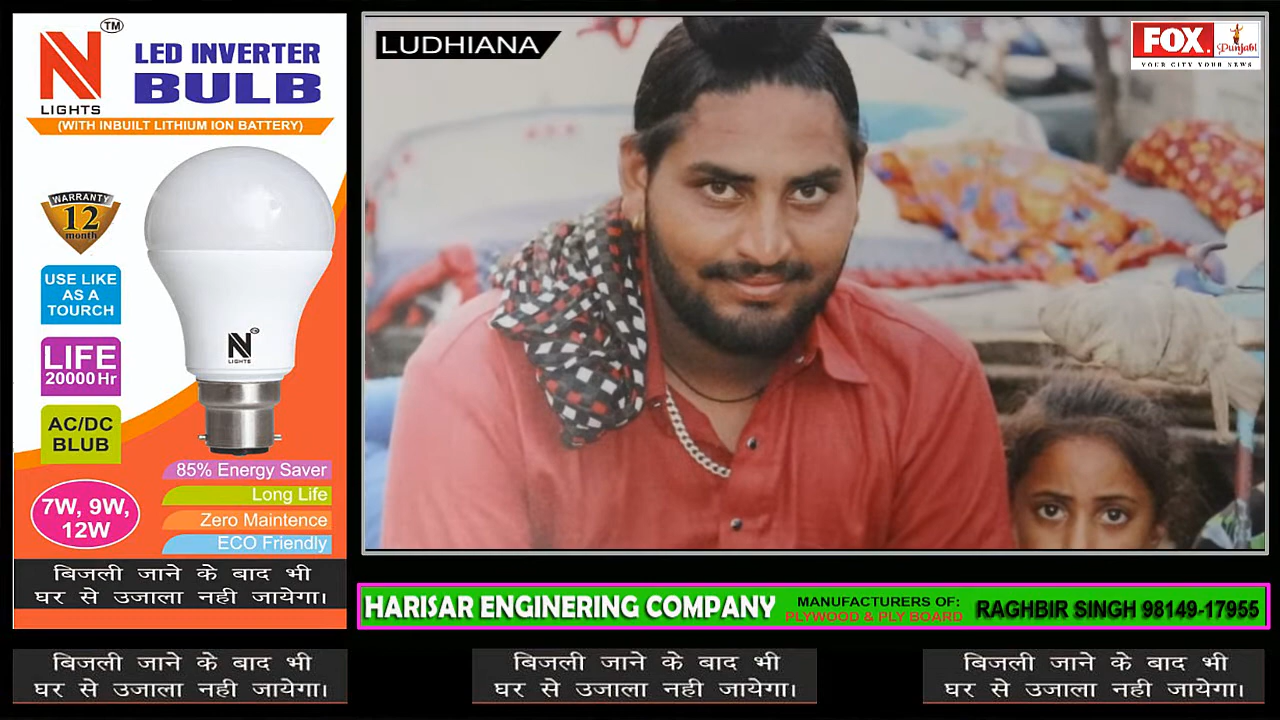 N
TM
LIGHTS
LED INVERTER
BULB
(WITH INBUILT LITHIUM ION BATTERY)
WARRANTY
12
month
USE LIKE
AS A
TOURCH
LIFE
20000 Hr
AC/DC
BLUB
7W, 9W,
12W
N
LIGHTS
85% Energy Saver
Long Life
Zero Maintence
ECO Friendly
बिजली जाने के बाद भी
घर से उजाला नही जायेगा।
LUDHIANA
FOX.
Punjabi
YOUR CITY YOUR NEWS
HARISAR ENGINERING COMPANY
MANUFACTURERS OF:
PLYWOOD & PLY BOARD
RAGHBIR SINGH 98149-17955
बिजली जाने के बाद भी
घर से उजाला नही जायेगा।
बिजली जाने के बाद भी
घर से उजाला नही जायेगा।
बिजली जाने के बाद भी
घर से उजाला नही जायेगा।